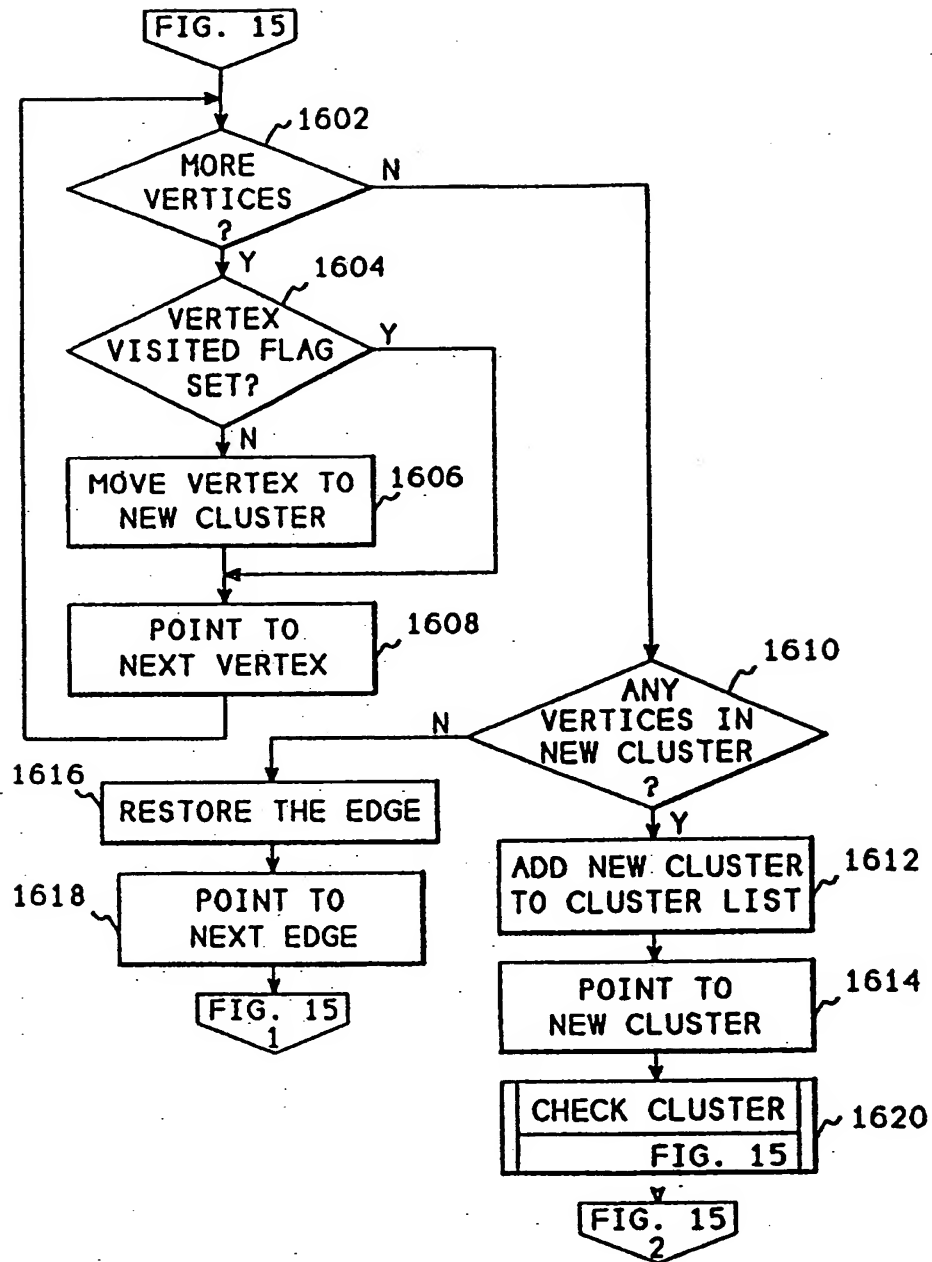 FIG. 15
1602
MORE
VERTICES
?
N
Y
1604
VERTEX
VISITED FLAG
SET?
Y
N
MOVE VERTEX TO
NEW CLUSTER
1606
POINT TO
NEXT VERTEX
1608
1610
ANY
VERTICES IN
NEW CLUSTER
?
N
Y
1616
RESTORE THE EDGE
1618
POINT TO
NEXT EDGE
FIG. 15
1
ADD NEW CLUSTER
TO CLUSTER LIST
1612
POINT TO
NEW CLUSTER
1614
CHECK CLUSTER
FIG. 15
1620
FIG. 15
2